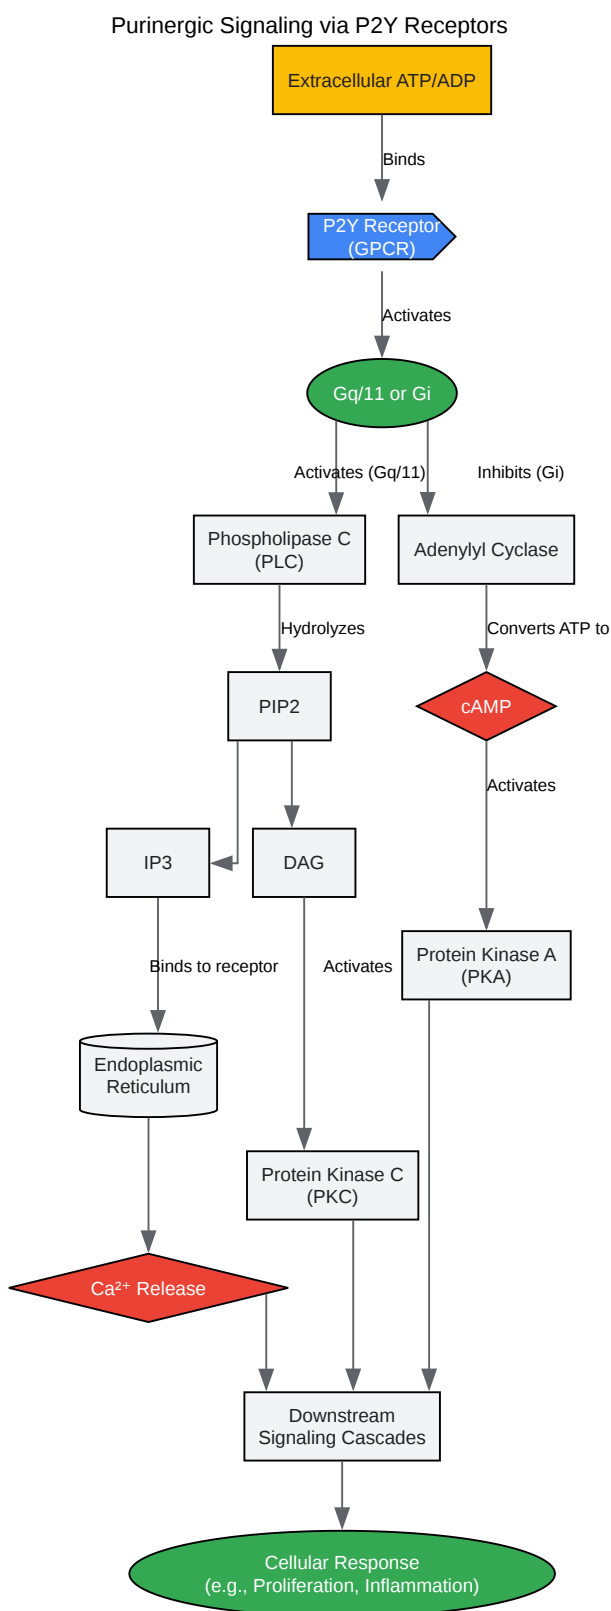 Purinergic Signaling via P2Y Receptors
Extracellular ATP/ADP
Binds
P2Y Receptor
(GPCR)
Activates
Gq/11 or Gi
Activates (Gq/11)
Inhibits (Gi)
Phospholipase C
(PLC)
Adenylyl Cyclase
Hydrolyzes
Converts ATP to
PIP2
cAMP
Activates
IP3
DAG
Protein Kinase A
(PKA)
Binds to receptor
Activates
Endoplasmic
Reticulum
Protein Kinase C
(PKC)
Ca²⁺ Release
Downstream
Signaling Cascades
Cellular Response
(e.g., Proliferation, Inflammation)